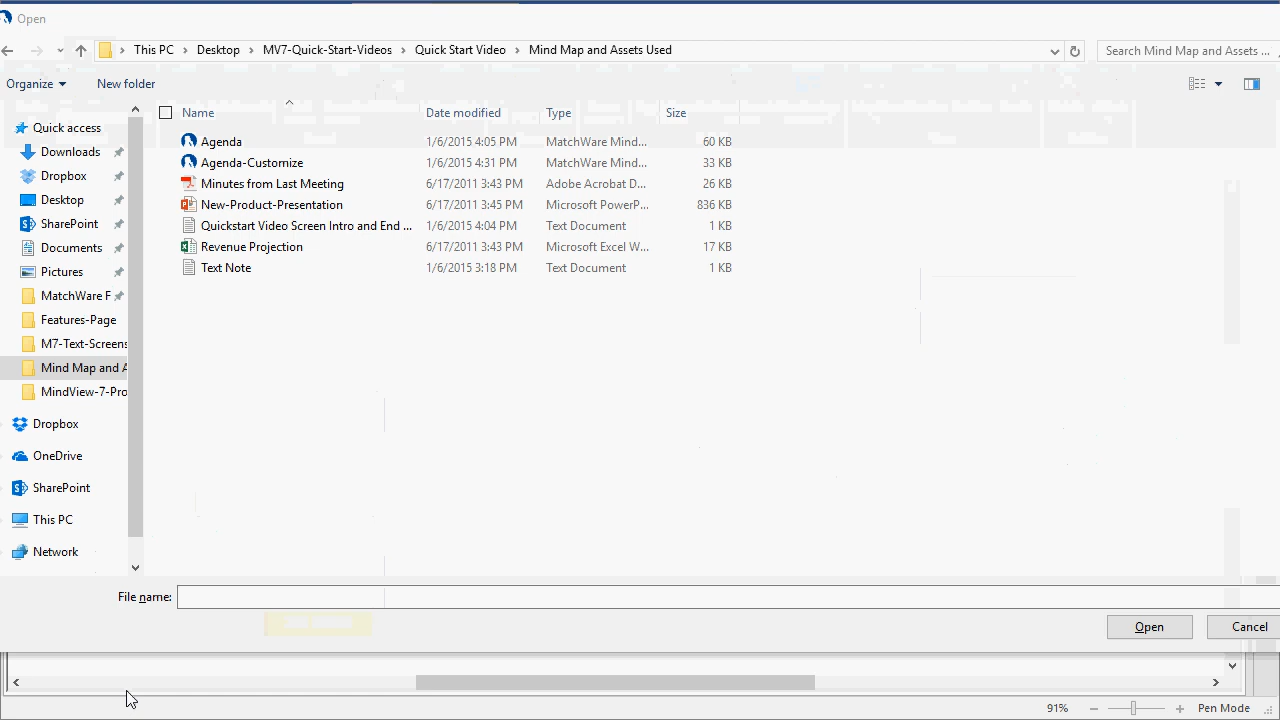 Open
This PC > Desktop > MV7-Quick-Start-Videos > Quick Start Video > Mind Map and Assets Used
Search Mind Map and Assets ...
Organize New folder
Name Date modified Type Size
Agenda 1/6/2015 4:05 PM MatchWare Mind... 60 KB
Agenda-Customize 1/6/2015 4:31 PM MatchWare Mind... 33 KB
Minutes from Last Meeting 6/17/2011 3:43 PM Adobe Acrobat D... 26 KB
New-Product-Presentation 6/17/2011 3:45 PM Microsoft PowerP... 836 KB
Quickstart Video Screen Intro and End ... 1/6/2015 4:04 PM Text Document 1 KB
Revenue Projection 6/17/2011 3:43 PM Microsoft Excel W... 17 KB
Text Note 1/6/2015 3:18 PM Text Document 1 KB
Quick access
Downloads
Dropbox
Desktop
SharePoint
Documents
Pictures
MatchWare F
Features-Page
M7-Text-Screens
Mind Map and A
MindView-7-Pro
Dropbox
OneDrive
SharePoint
This PC
Network
File name:
Open Cancel
91% Pen Mode